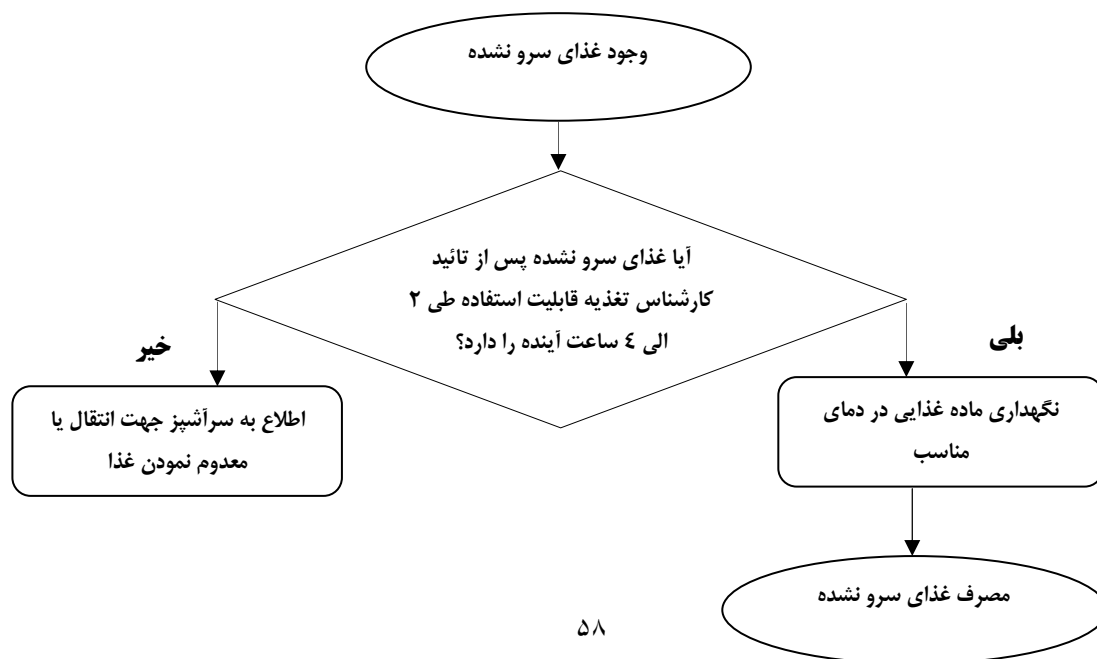 وجود غذای سرو نشده
آیا غذای سرو نشده پس از تائید
کارشناس تغذیه قابلیت استفاده طی ۲
الی ٤ ساعت آینده را دارد؟
بلی
خیر
نگهداری ماده غذایی در دمای
مناسب
اطلاع به سرآشپز جهت انتقال یا
معدوم نمودن غذا
مصرف غذای سرو نشده
۵۸